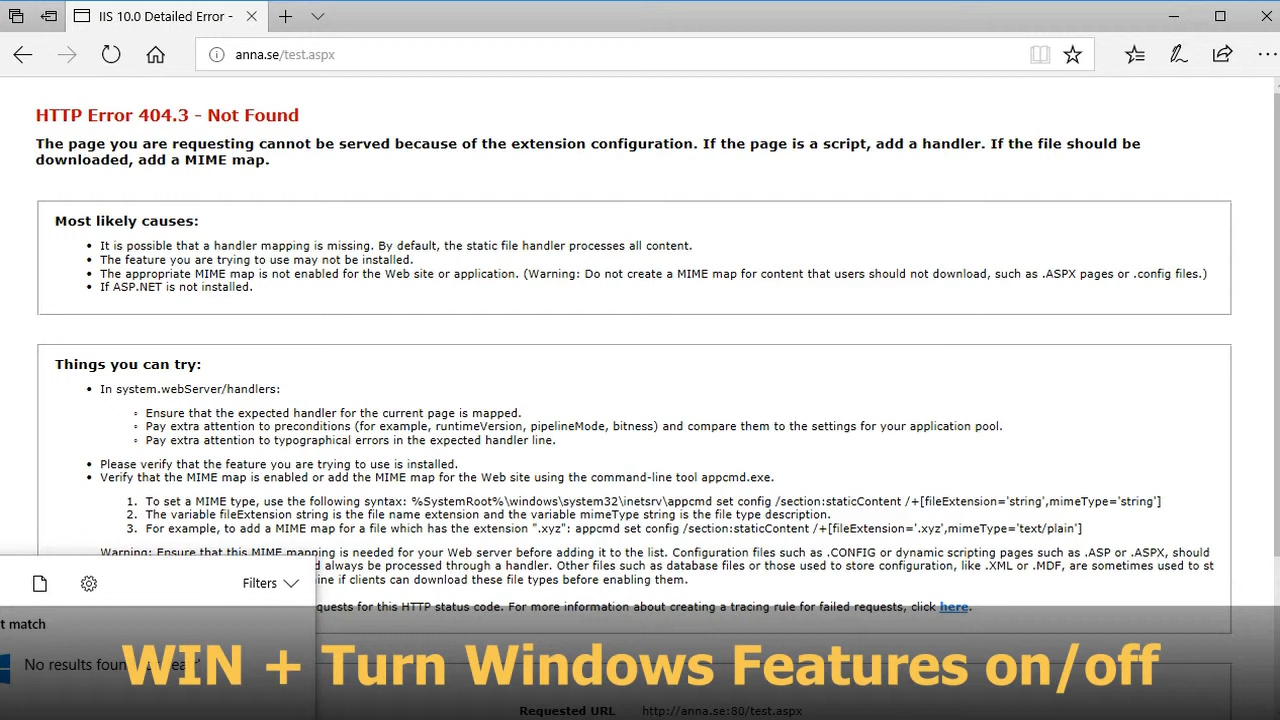 IIS 10.0 Detailed Error -
anna.se/test.aspx
HTTP Error 404.3 - Not Found
The page you are requesting cannot be served because of the extension configuration. If the page is a script, add a handler. If the file should be
downloaded, add a MIME map.
Most likely causes:
• It is possible that a handler mapping is missing. By default, the static file handler processes all content.
• The feature you are trying to use may not be installed.
• The appropriate MIME map is not enabled for the Web site or application. (Warning: Do not create a MIME map for content that users should not download, such as .ASPX pages or .config files.)
• If ASP.NET is not installed.
Things you can try:
• In system.webServer/handlers:
◦ Ensure that the expected handler for the current page is mapped.
◦ Pay extra attention to preconditions (for example, runtimeVersion, pipelineMode, bitness) and compare them to the settings for your application pool.
◦ Pay extra attention to typographical errors in the expected handler line.
• Please verify that the feature you are trying to use is installed.
• Verify that the MIME map is enabled or add the MIME map for the Web site using the command-line tool appcmd.exe.
1. To set a MIME type, use the following syntax: %SystemRoot%\windows\system32\inetsrv\appcmd set config /section:staticContent /+[fileExtension='string',mimeType='string']
2. The variable fileExtension string is the file name extension and the variable mimeType string is the file type description.
3. For example, to add a MIME map for a file which has the extension ".xyz": appcmd set config /section:staticContent /+[fileExtension='.xyz',mimeType='text/plain']
Warning: Ensure that this MIME mapping is needed for your Web server before adding it to the list. Configuration files such as .CONFIG or dynamic scripting pages such as .ASP or .ASPX, should
always be processed through a handler. Other files such as database files or those used to store configuration, like .XML or .MDF, are sometimes used to st
if clients can download these file types before enabling them.
Filters
quests for this HTTP status code. For more information about creating a tracing rule for failed requests, click here.
t match
No results foun
WIN + Turn Windows Features on/off
Requested URL http://anna.se:80/test.aspx